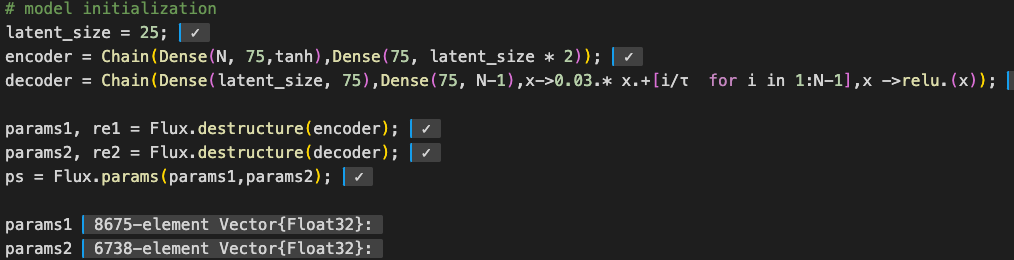 # model initialization
latent_size = 25; ✓
encoder = Chain(Dense(N, 75,tanh),Dense(75, latent_size * 2)); ✓
decoder = Chain(Dense(latent_size, 75),Dense(75, N-1),x->0.03.* x.+[i/τ  for i in 1:N-1],x ->relu.(x));
params1, re1 = Flux.destructure(encoder); ✓
params2, re2 = Flux.destructure(decoder); ✓
ps = Flux.params(params1,params2); ✓
params1 8675-element Vector{Float32}:
params2 6738-element Vector{Float32}: